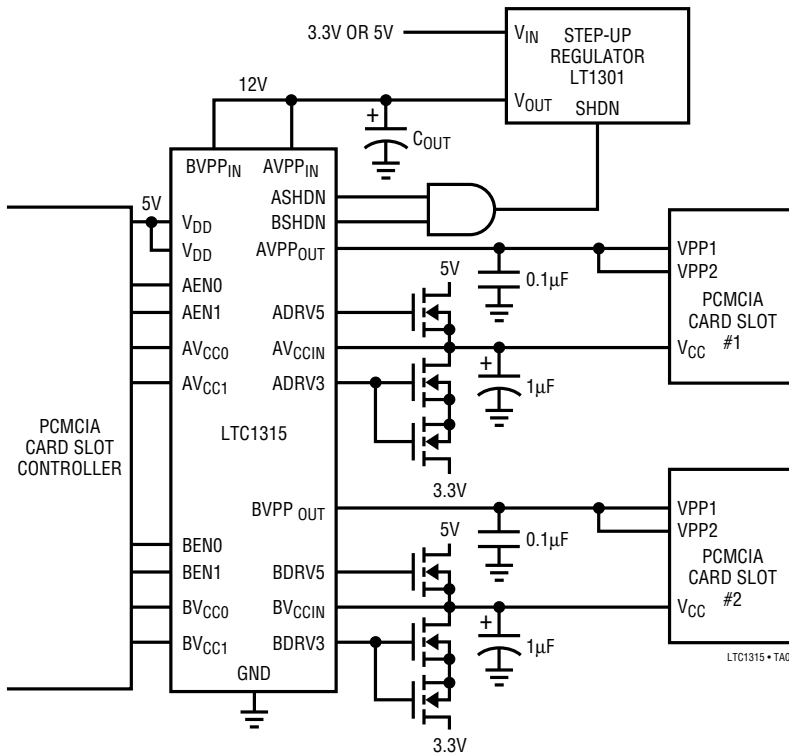 3.3V OR 5V
VIN
STEP-UP
REGULATOR
LT1301
VOUT
SHDN
12V
+
COUT
BVPPIN
AVPPIN
ASHDN
BSHDN
5V
VDD
VDD
AVPPOUT
VPP1
VPP2
5V
0.1µF
AEN0
AEN1
ADRV5
PCMCIA
CARD SLOT
#1
AVCC0
AVCCIN
VCC
+
1µF
AVCC1
ADRV3
PCMCIA
CARD SLOT
CONTROLLER
LTC1315
3.3V
BVPP OUT
VPP1
VPP2
5V
0.1µF
BEN0
BEN1
BDRV5
PCMCIA
CARD SLOT
#2
BVCC0
BVCCIN
VCC
+
1µF
BVCC1
BDRV3
GND
3.3V
LTC1315 • TA0